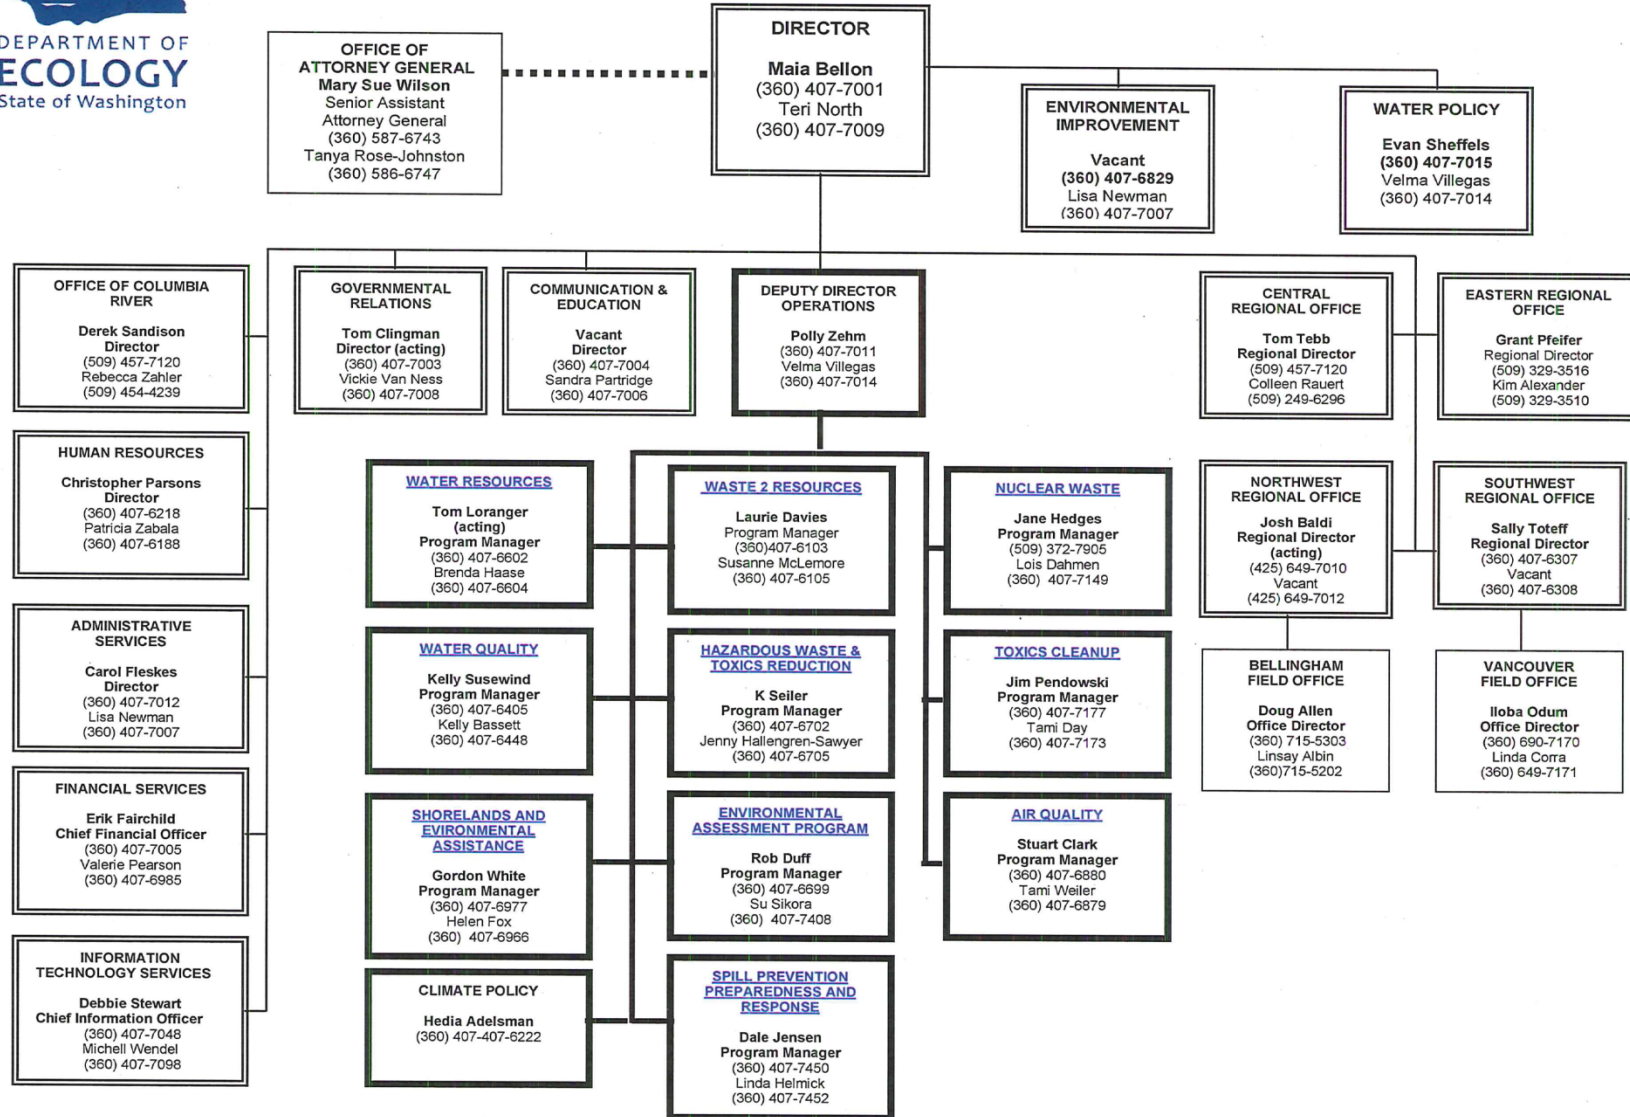 DEPARTMENT OF
ECOLOGY
State of Washington
OFFICE OF
ATTORNEY GENERAL
Mary Sue Wilson
Senior Assistant
Attorney General
(360) 587-6743
Tanya Rose-Johnston
(360) 586-6747
DIRECTOR
Maia Bellon
(360) 407-7001
Teri North
(360) 407-7009
ENVIRONMENTAL
IMPROVEMENT
Vacant
(360) 407-6829
Lisa Newman
(360) 407-7007
WATER POLICY
Evan Sheffels
(360) 407-7015
Velma Villegas
(360) 407-7014
OFFICE OF COLUMBIA
RIVER
Derek Sandison
Director
(509) 457-7120
Rebecca Zahler
(509) 454-4239
GOVERNMENTAL
RELATIONS
Tom Clingman
Director (acting)
(360) 407-7003
Vickie Van Ness
(360) 407-7008
COMMUNICATION &
EDUCATION
Vacant
Director
(360) 407-7004
Sandra Partridge
(360) 407-7006
DEPUTY DIRECTOR
OPERATIONS
Polly Zehm
(360) 407-7011
Velma Villegas
(360) 407-7014
CENTRAL
REGIONAL OFFICE
Tom Tebb
Regional Director
(509) 457-7120
Colleen Rauert
(509) 249-6296
EASTERN REGIONAL
OFFICE
Grant Pfeifer
Regional Director
(509) 329-3516
Kim Alexander
(509) 329-3510
HUMAN RESOURCES
Christopher Parsons
Director
(360) 407-6218
Patricia Zabala
(360) 407-6188
WATER RESOURCES
Tom Loranger
(acting)
Program Manager
(360) 407-6602
Brenda Haase
(360) 407-6604
WASTE 2 RESOURCES
Laurie Davies
Program Manager
(360)407-6103
Susanne McLemore
(360) 407-6105
NUCLEAR WASTE
Jane Hedges
Program Manager
(509) 372-7905
Lois Dahmen
(360) 407-7149
NORTHWEST
REGIONAL OFFICE
Josh Baldi
Regional Director
(acting)
(425) 649-7010
Vacant
(425) 649-7012
SOUTHWEST
REGIONAL OFFICE
Sally Toteff
Regional Director
(360) 407-6307
Vacant
(360) 407-6308
ADMINISTRATIVE
SERVICES
Carol Fleskes
Director
(360) 407-7012
Lisa Newman
(360) 407-7007
WATER QUALITY
Kelly Susewind
Program Manager
(360) 407-6405
Kelly Bassett
(360) 407-6448
HAZARDOUS WASTE &
TOXICS REDUCTION
K Seiler
Program Manager
(360) 407-6702
Jenny Hallengren-Sawyer
(360) 407-6705
TOXICS CLEANUP
Jim Pendowski
Program Manager
(360) 407-7177
Tami Day
(360) 407-7173
BELLINGHAM
FIELD OFFICE
Doug Allen
Office Director
(360) 715-5303
Linsay Albin
(360)715-5202
VANCOUVER
FIELD OFFICE
Iloba Odum
Office Director
(360) 690-7170
Linda Corra
(360) 649-7171
FINANCIAL SERVICES
Erik Fairchild
Chief Financial Officer
(360) 407-7005
Valerie Pearson
(360) 407-6985
SHORELANDS AND
EVIRONMENTAL
ASSISTANCE
Gordon White
Program Manager
(360) 407-6977
Helen Fox
(360) 407-6966
ENVIRONMENTAL
ASSESSMENT PROGRAM
Rob Duff
Program Manager
(360) 407-6699
Su Sikora
(360) 407-7408
AIR QUALITY
Stuart Clark
Program Manager
(360) 407-6880
Tami Weiler
(360) 407-6879
INFORMATION
TECHNOLOGY SERVICES
Debbie Stewart
Chief Information Officer
(360) 407-7048
Michell Wendel
(360) 407-7098
CLIMATE POLICY
Hedia Adelsman
(360) 407-407-6222
SPILL PREVENTION
PREPAREDNESS AND
RESPONSE
Dale Jensen
Program Manager
(360) 407-7450
Linda Helmick
(360) 407-7452